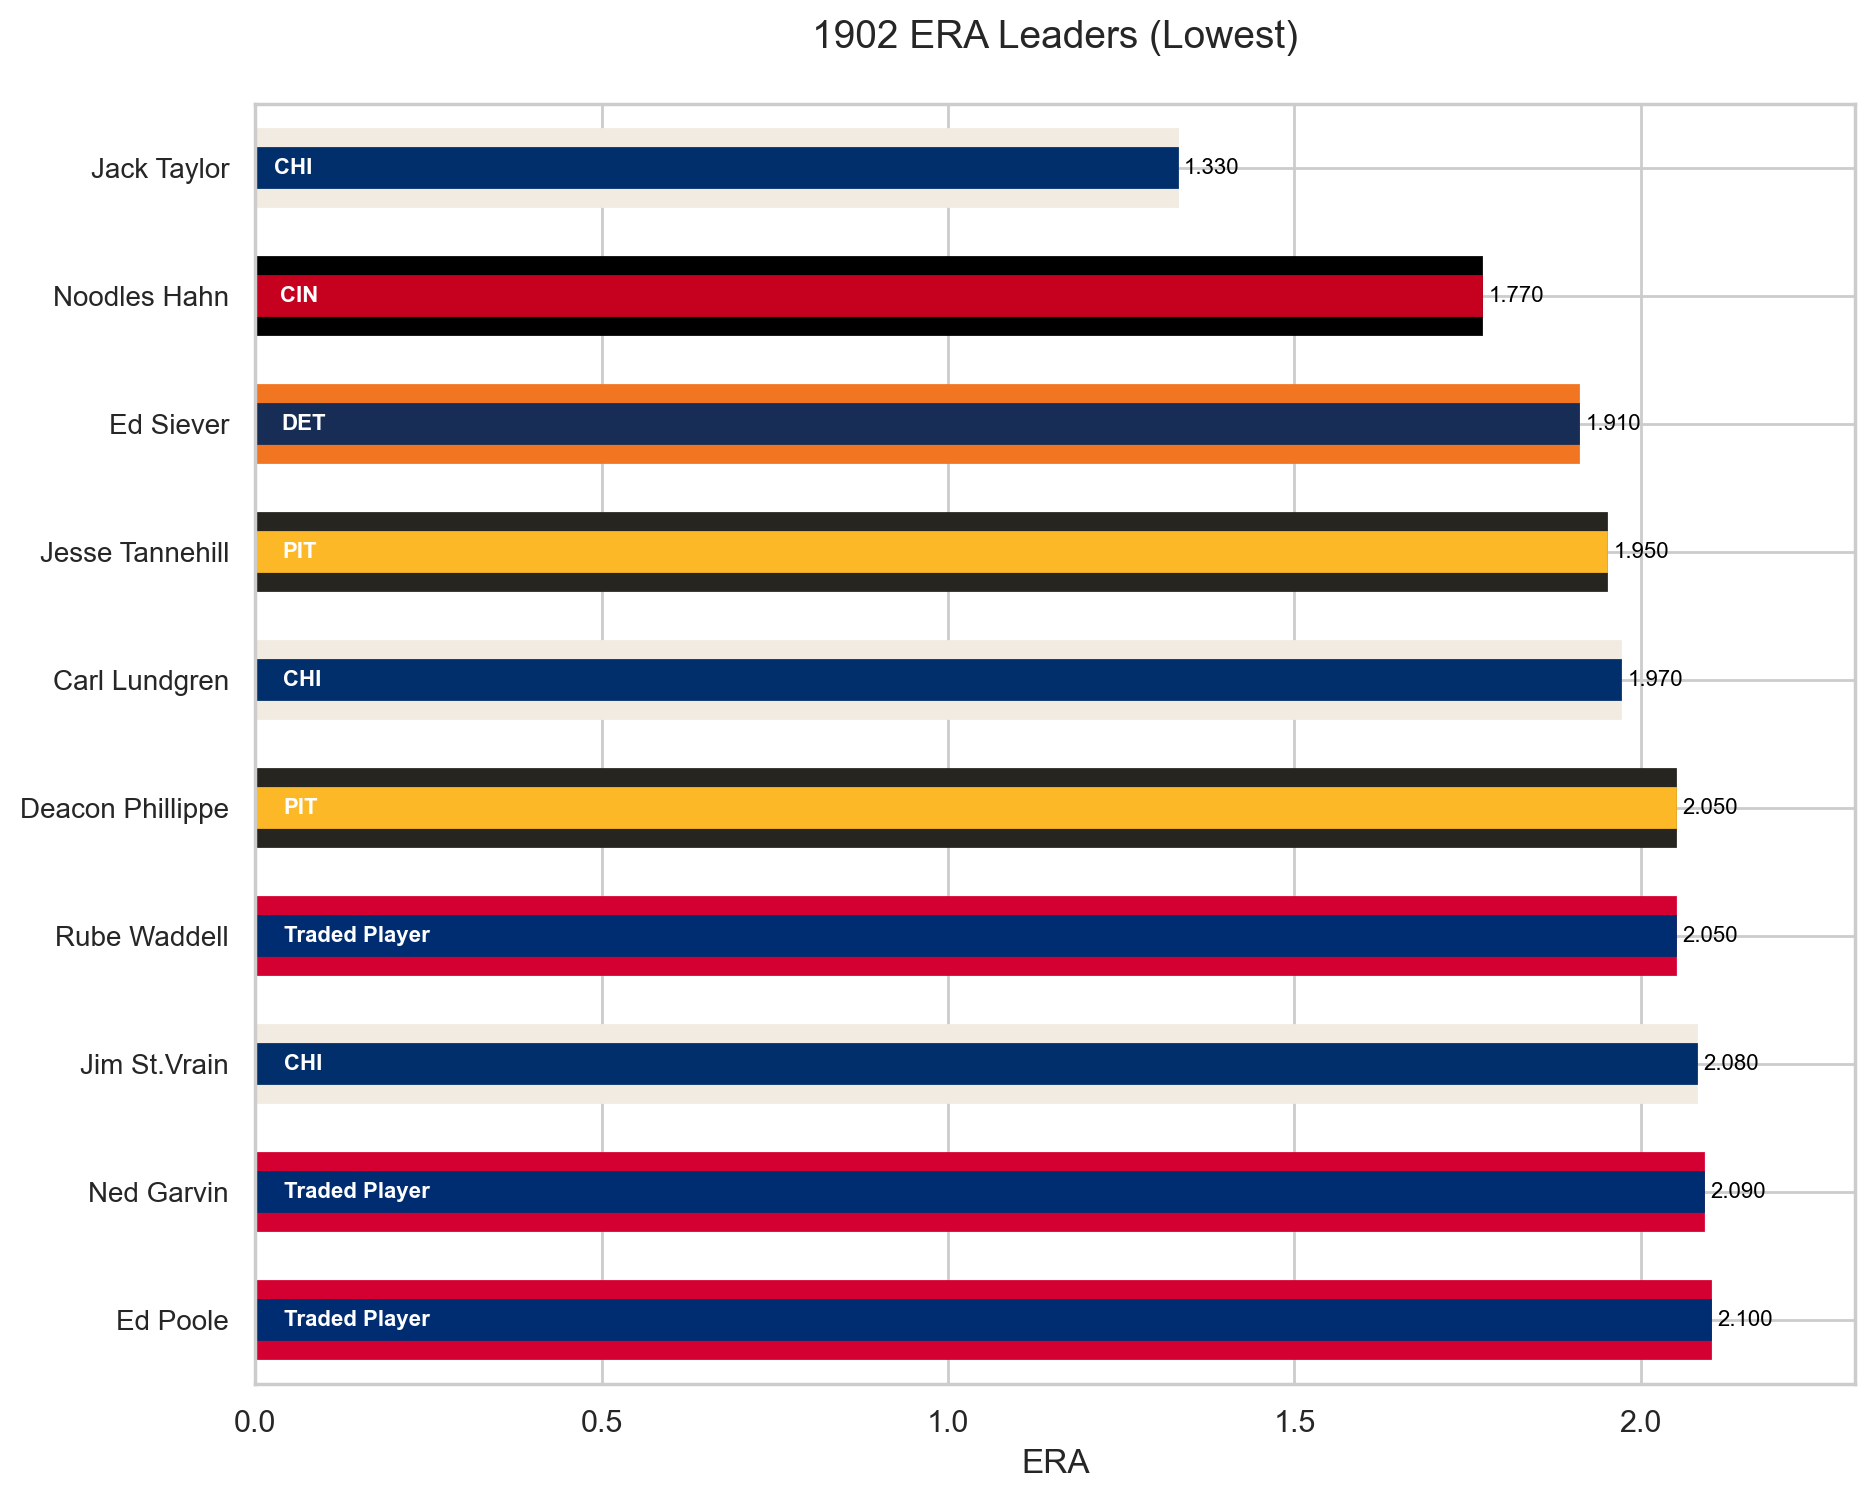 1902 ERA Leaders (Lowest)
Jack Taylor CHI 1.330
Noodles Hahn CIN 1.770
Ed Siever DET 1.910
Jesse Tannehill PIT 1.950
Carl Lundgren CHI 1.970
Deacon Phillippe PIT 2.050
Rube Waddell Traded Player 2.050
Jim St.Vrain CHI 2.080
Ned Garvin Traded Player 2.090
Ed Poole Traded Player 2.100
0.0 0.5 1.0 1.5 2.0
ERA